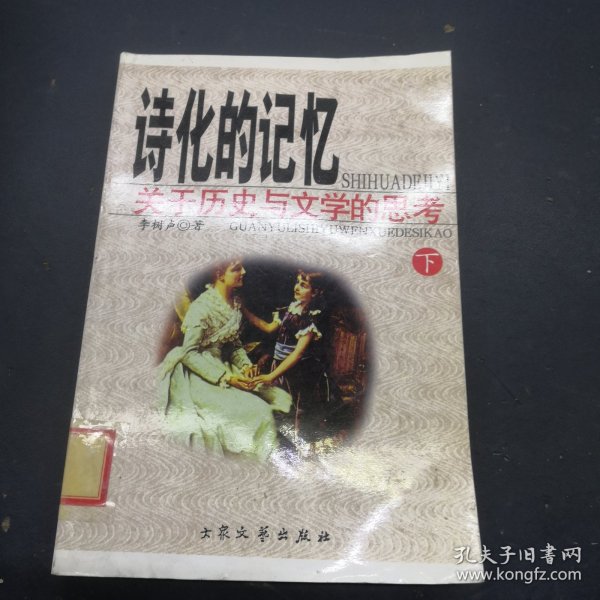 诗化的记忆
SHIHUADEJIYI
关于历史与文学的思考
李树声◎著
GUANYULISHIYUWENXUEDESIKAO
下
大众文艺出版社
孔夫子旧书网
www.kongfz.com